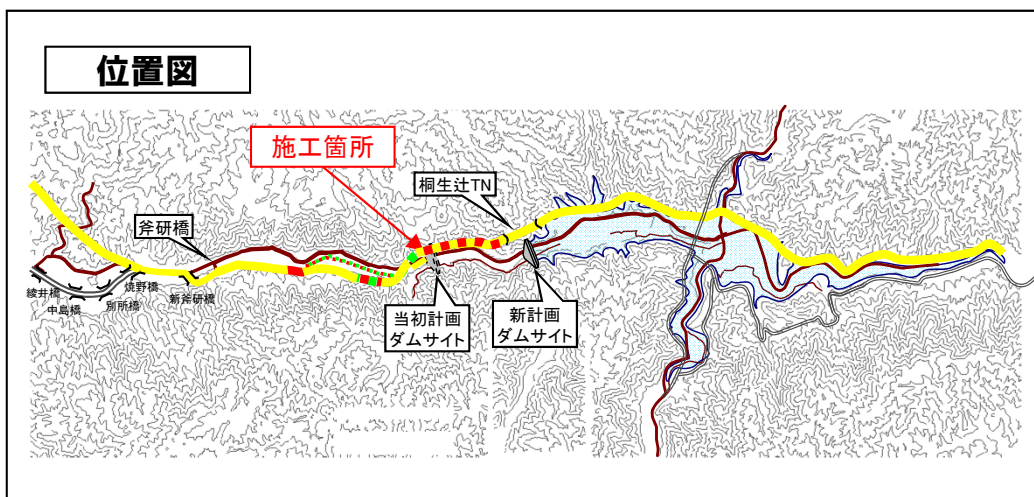 位置図
施工箇所
桐生辻TN
斧研橋
綾井橋
中島橋
別所橋
焼野橋
新斧研橋
当初計画
ダムサイト
新計画
ダムサイト